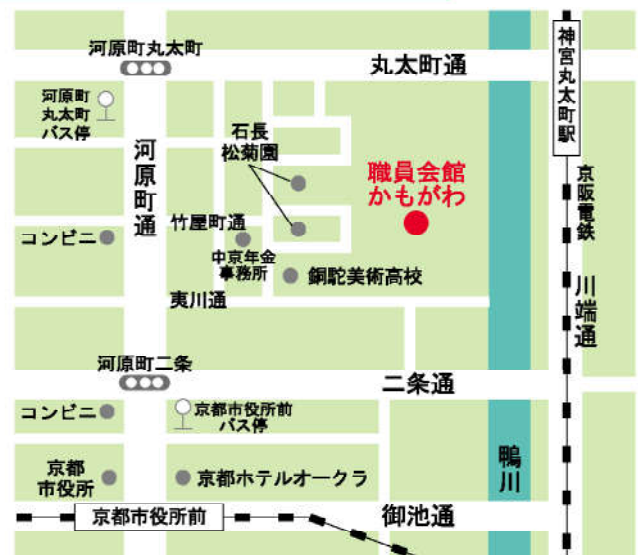 河原町丸太町
丸太町通
神宮丸太町駅
河原町
丸太町
バス停
河原町通
石長
松菊園
職員会館
かもがわ
京阪電鉄
竹屋町通
コンビニ
中京年金
事務所
銅駝美術高校
川端通
夷川通
河原町二条
二条通
コンビニ
京都市役所前
バス停
鴨川
京都
市役所
京都ホテルオークラ
京都市役所前
御池通